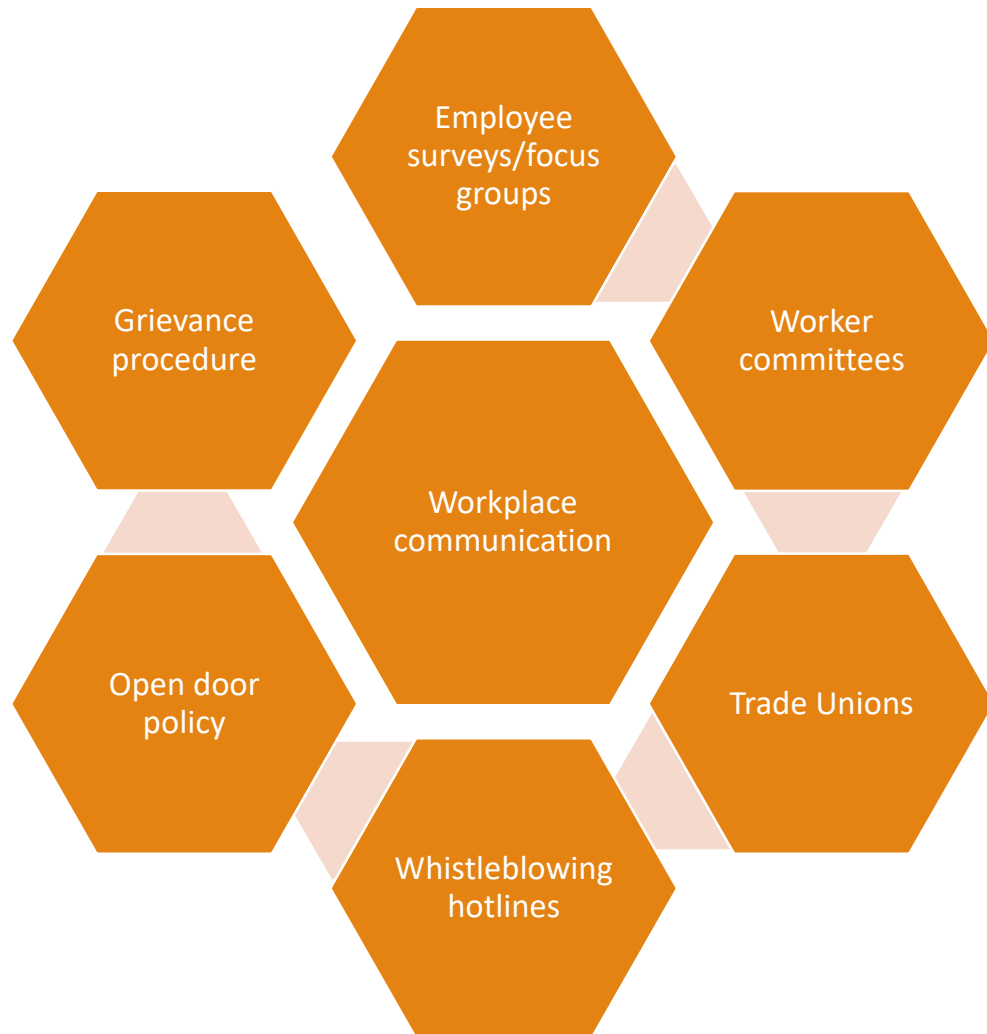 Employee
surveys/focus
groups
Grievance
procedure
Worker
committees
Workplace
communication
Open door
policy
Trade Unions
Whistleblowing
hotlines